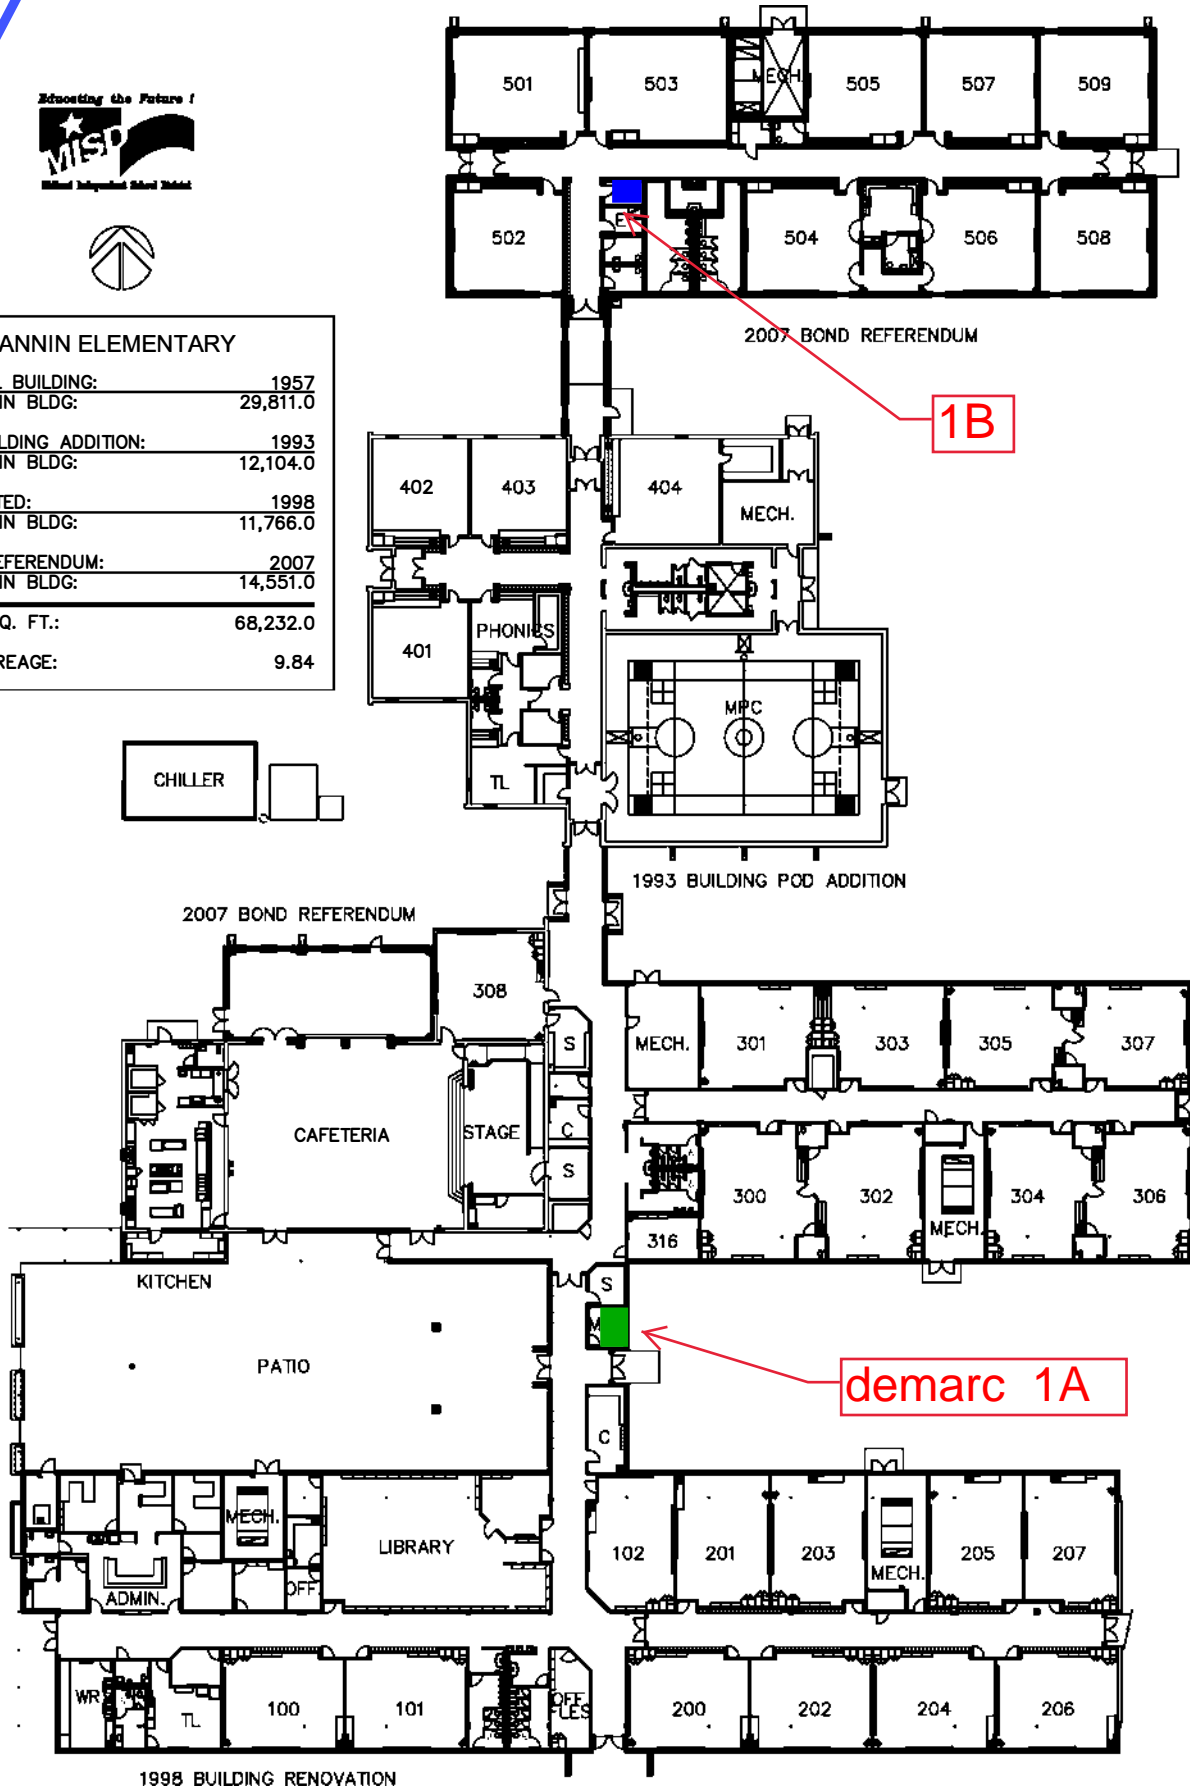 Educating the Future !
MISD
Midland Independent School District
501
503
MECH.
505
507
509
502
E
504
506
508
2007 BOND REFERENDUM
1B
ANNIN ELEMENTARY
BUILDING: 1957
IN BLDG: 29,811.0
LDING ADDITION: 1993
IN BLDG: 12,104.0
TED: 1998
IN BLDG: 11,766.0
EFERENDUM: 2007
IN BLDG: 14,551.0
Q. FT.: 68,232.0
REAGE: 9.84
402
403
404
MECH.
401
PHONICS
MPC
TL
CHILLER
1993 BUILDING POD ADDITION
2007 BOND REFERENDUM
308
S
MECH.
301
303
305
307
CAFETERIA
STAGE
C
S
300
302
MECH.
304
306
316
KITCHEN
S
M
PATIO
demarc 1A
C
MECH.
LIBRARY
102
201
203
MECH.
205
207
ADMIN.
OFF.
WR
TL
100
101
OFF.
200
202
204
206
1998 BUILDING RENOVATION